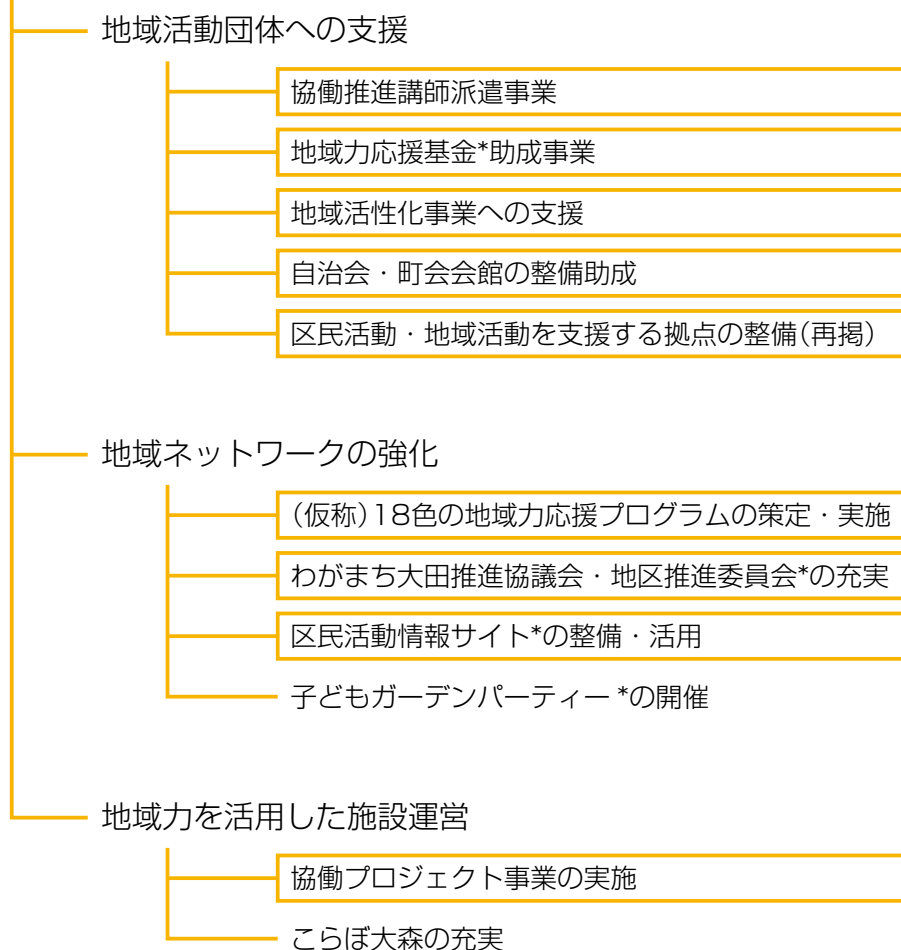 地域活動団体への支援
協働推進講師派遣事業
地域力応援基金*助成事業
地域活性化事業への支援
自治会・町会会館の整備助成
区民活動・地域活動を支援する拠点の整備(再掲)
地域ネットワークの強化
(仮称)18色の地域力応援プログラムの策定・実施
わがまち大田推進協議会・地区推進委員会*の充実
区民活動情報サイト*の整備・活用
子どもガーデンパーティー*の開催
地域力を活用した施設運営
協働プロジェクト事業の実施
こらぼ大森の充実